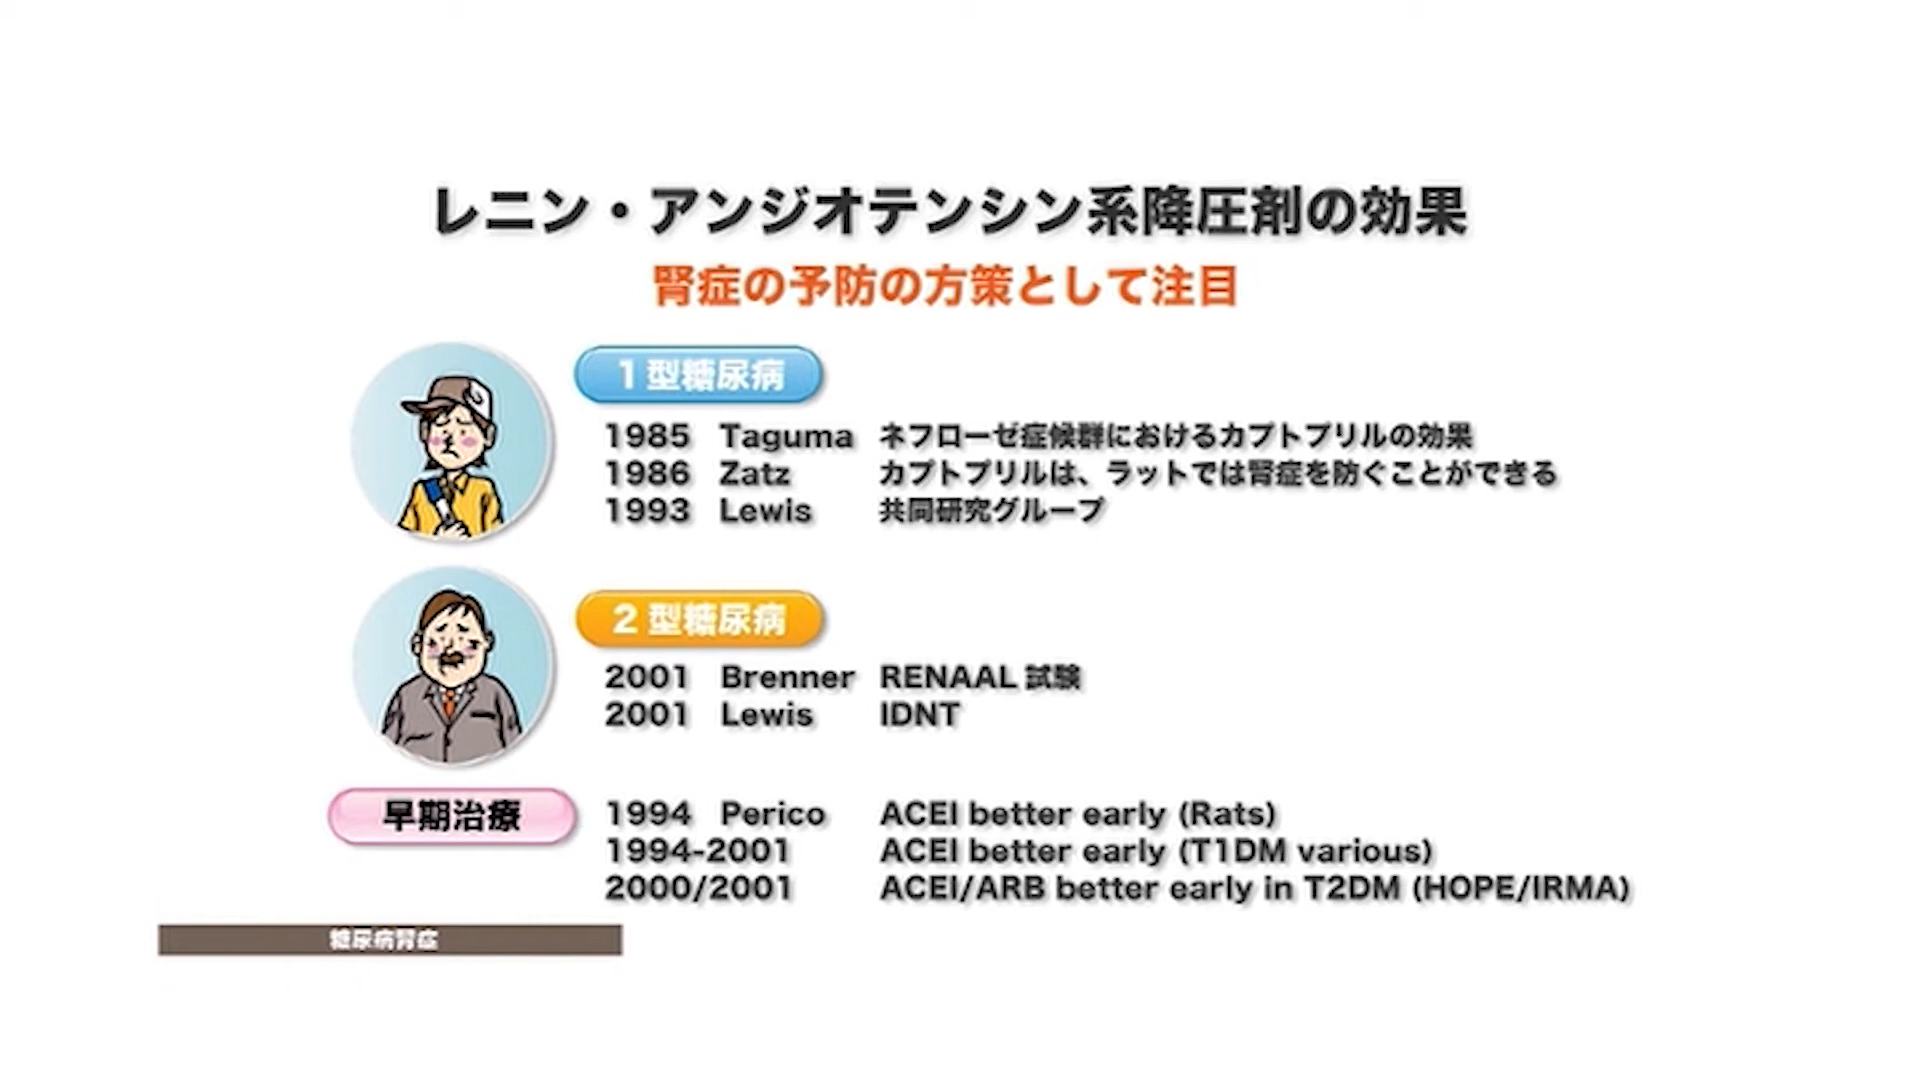 レニン・アンジオテンシン系降圧剤の効果
腎症の予防の方策として注目
1型糖尿病
1985 Taguma ネフローゼ症候群におけるカプトプリルの効果
1986 Zatz カプトプリルは、ラットでは腎症を防ぐことができる
1993 Lewis 共同研究グループ
2型糖尿病
2001 Brenner RENAAL試験
2001 Lewis IDNT
早期治療
1994 Perico ACEI better early (Rats)
1994-2001 ACEI better early (T1DM various)
2000/2001 ACEI/ARB better early in T2DM (HOPE/IRMA)
糖尿病腎症